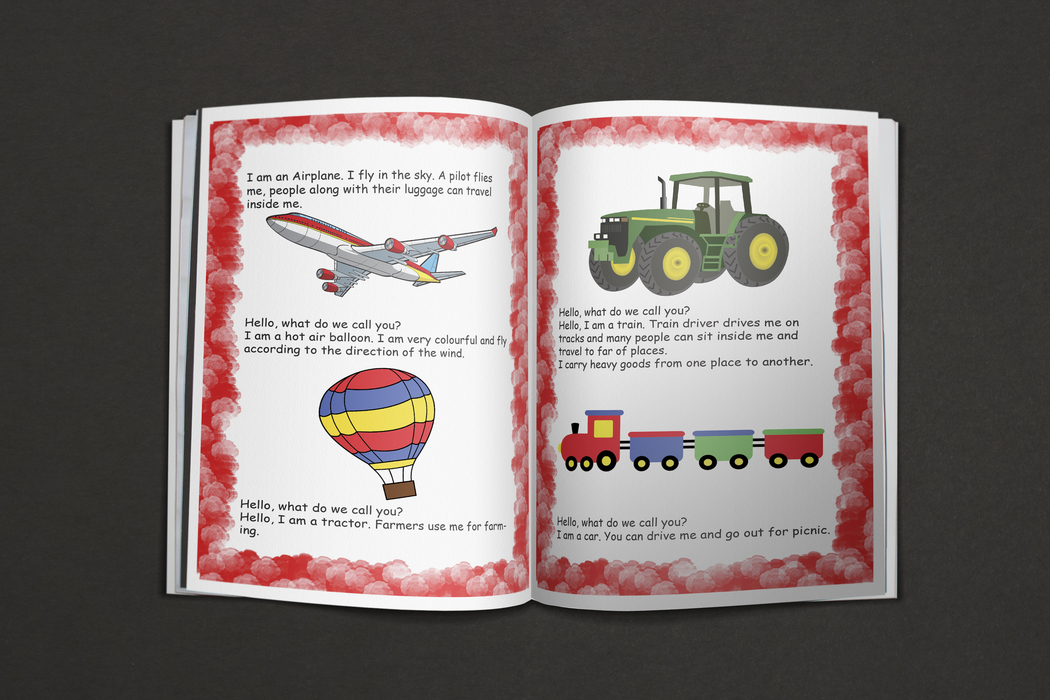 I am an Airplane. I fly in the sky. A pilot flies
me, people along with their luggage can travel
inside me.
Hello, what do we call you?
I am a hot air balloon. I am very colourful and fly
according to the direction of the wind.
Hello, what do we call you?
Hello, I am a tractor. Farmers use me for farm-
ing.
Hello, what do we call you?
Hello, I am a train. Train driver drives me on
tracks and many people can sit inside me and
travel to far of places.
I carry heavy goods from one place to another.
Hello, what do we call you?
I am a car. You can drive me and go out for picnic.